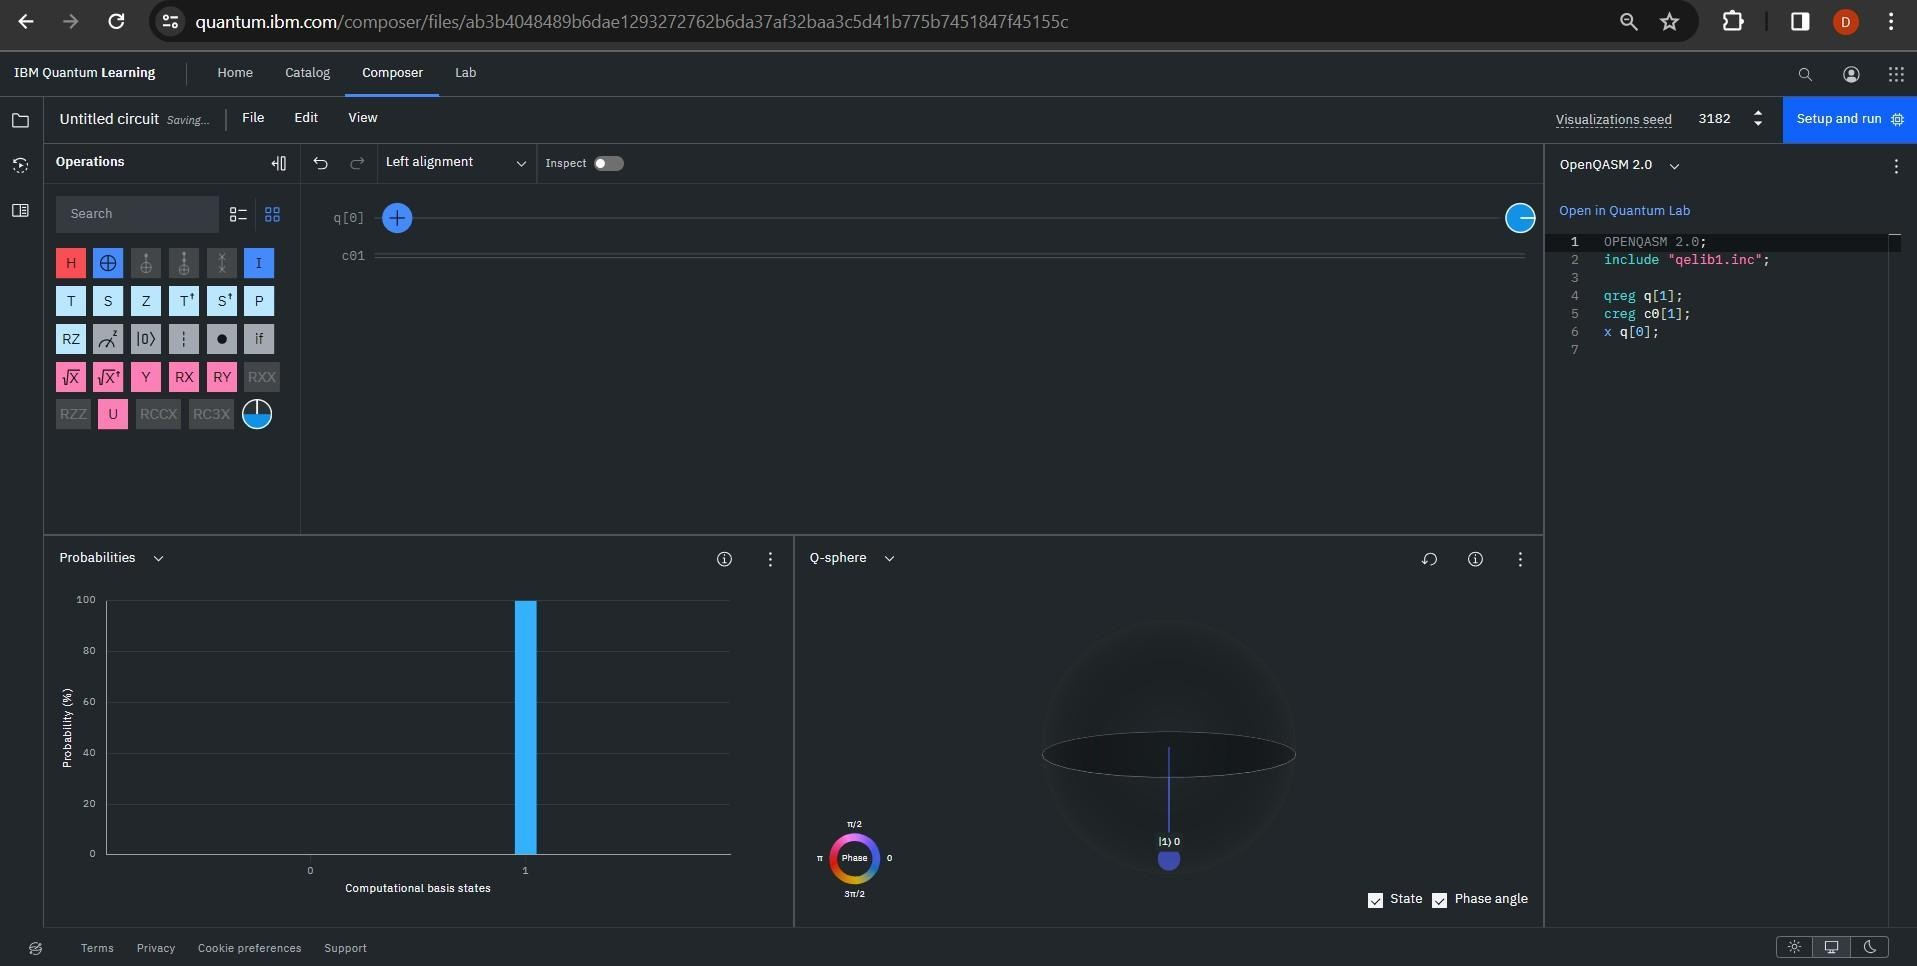 quantum.ibm.com/composer/files/ab3b4048489b6dae1293272762b6da37af32baa3c5d41b775b7451847f45155c
D
IBM Quantum Learning
Home
Catalog
Composer
Lab
Untitled circuit
Saving...
File
Edit
View
Visualizations seed
3182
Setup and run
Operations
Left alignment
Inspect
OpenQASM 2.0
Search
q[0]
c01
Open in Quantum Lab
H
I
T S Z T† S† P
RZ z |0⟩ if
√X √X† Y RX RY RXX
RZZ U RCCX RC3X
1 OPENQASM 2.0;
2 include "qelib1.inc";
3
4 qreg q[1];
5 creg c0[1];
6 x q[0];
7
Probabilities
100
80
60
40
20
0
Probability (%)
0 1
Computational basis states
Q-sphere
|1⟩ 0
π/2
π Phase 0
3π/2
State
Phase angle
Terms
Privacy
Cookie preferences
Support